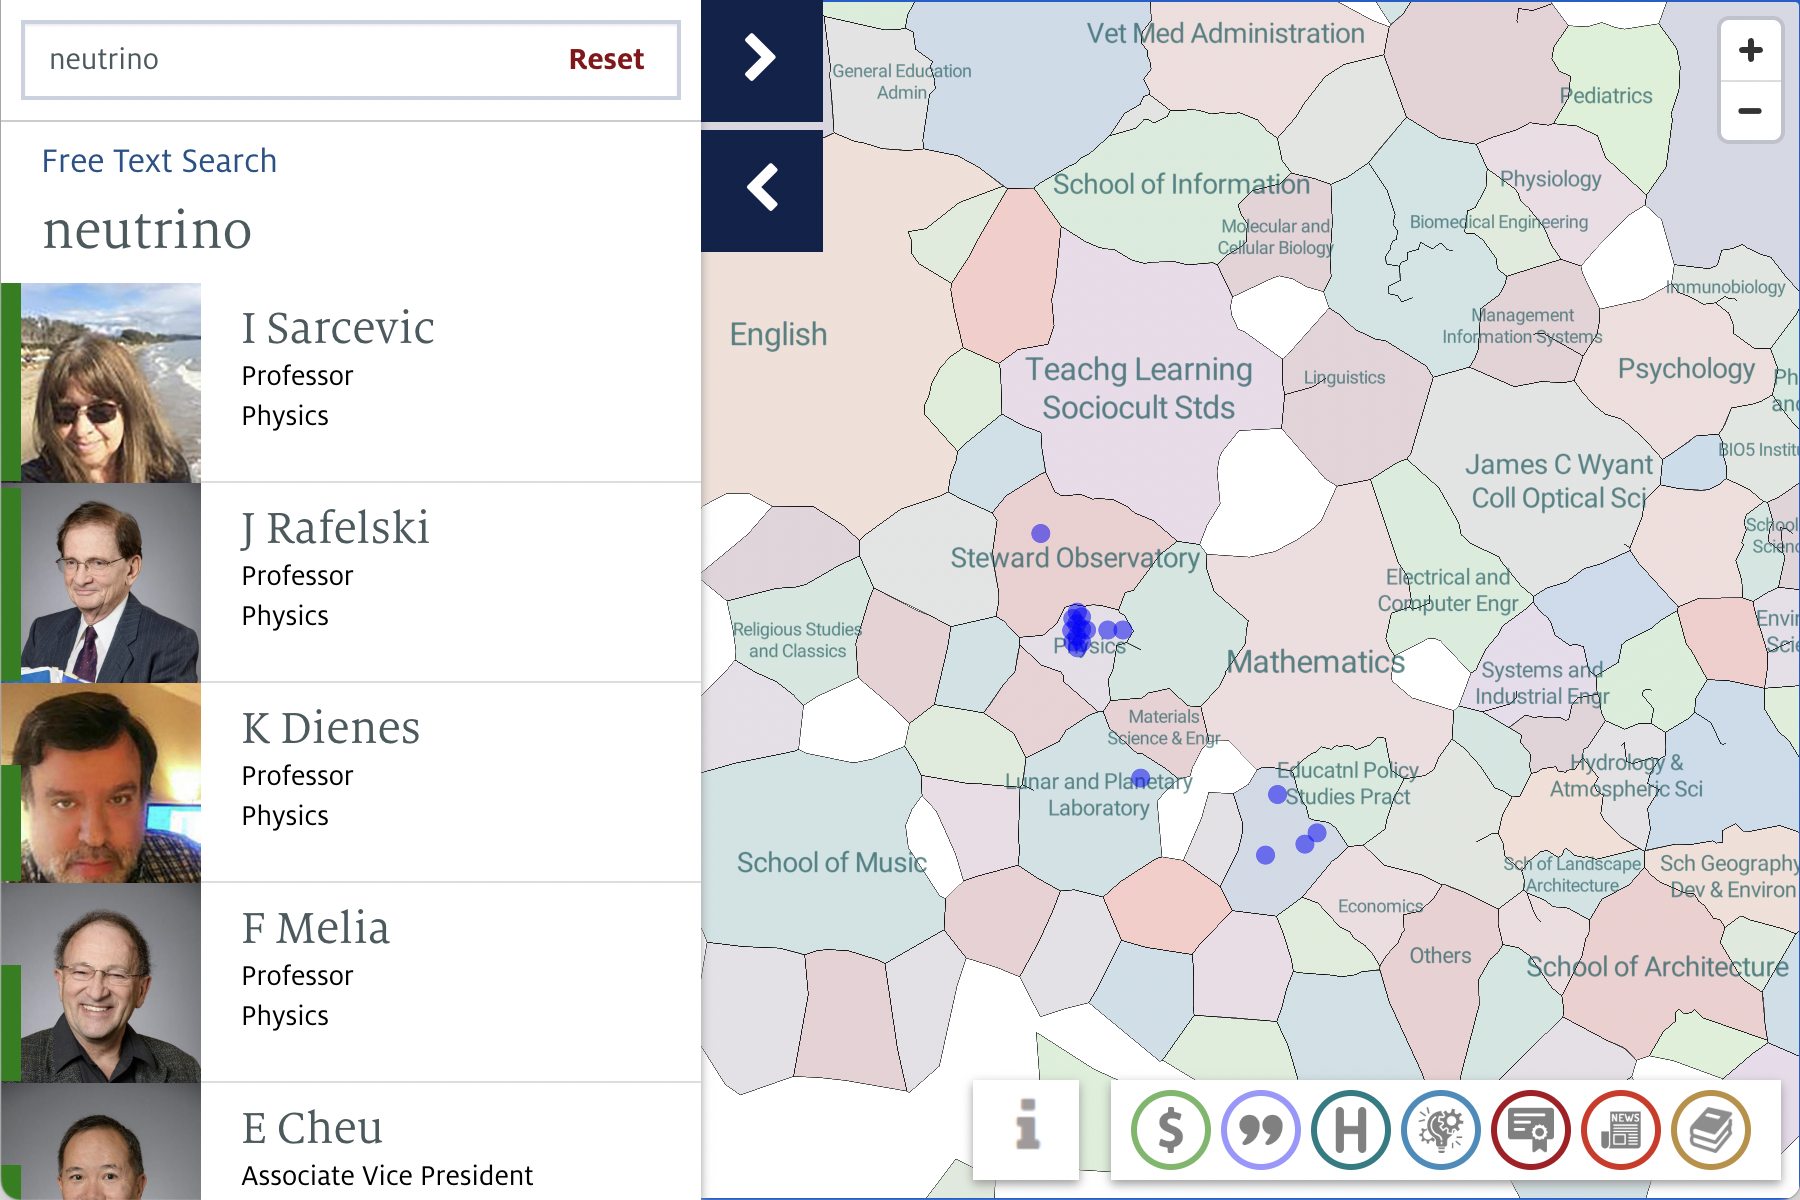 neutrino
Reset
Free Text Search
neutrino
I Sarcevic
Professor
Physics
J Rafelski
Professor
Physics
K Dienes
Professor
Physics
F Melia
Professor
Physics
E Cheu
Associate Vice President
Vet Med Administration
General Education
Admin
Pediatrics
School of Information
Physiology
Molecular and
Cellular Biology
Biomedical Engineering
Immunobiology
English
Management
Information Systems
Teachg Learning
Sociocult Stds
Linguistics
Psychology
Ph
and
James C Wyant
Coll Optical Sci
BIO5 Institu
School
Scienc
Steward Observatory
Electrical and
Computer Engr
Religious Studies
and Classics
Physics
Mathematics
Envir
Scie
Systems and
Industrial Engr
Materials
Science & Engr
Lunar and Planetary
Laboratory
Educatnl Policy
Studies Pract
Hydrology &
Atmospheric Sci
School of Music
Sch of Landscape
Architecture
Sch Geography
Dev & Environ
Economics
Others
School of Architecture
+
−
i
$
H
NEWS